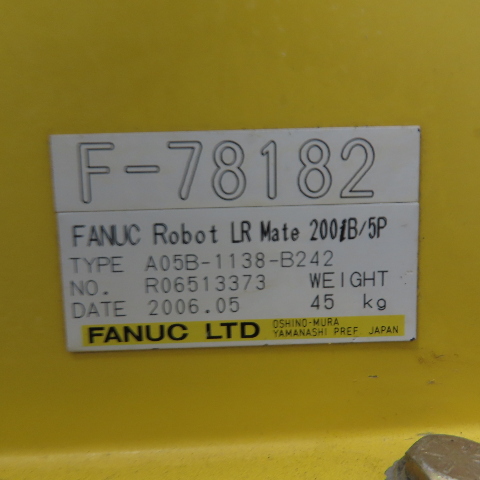 F-78182
FANUC Robot LR Mate 200iB/5P
TYPE A05B-1138-B242
NO. R06513373 WEIGHT
DATE 2006.05 45 kg
FANUC LTD OSHINO-MURA
YAMANASHI PREF. JAPAN